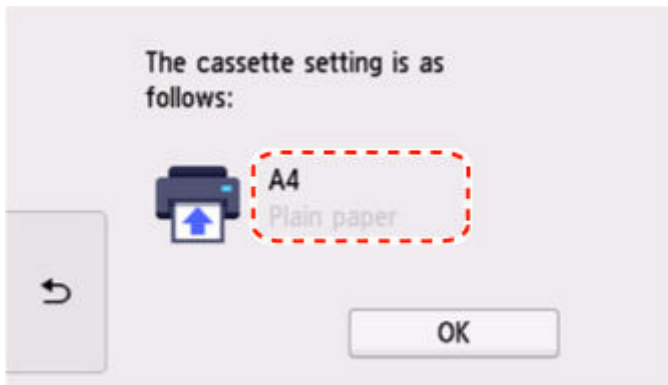 The cassette setting is as
follows:
A4
Plain paper
OK